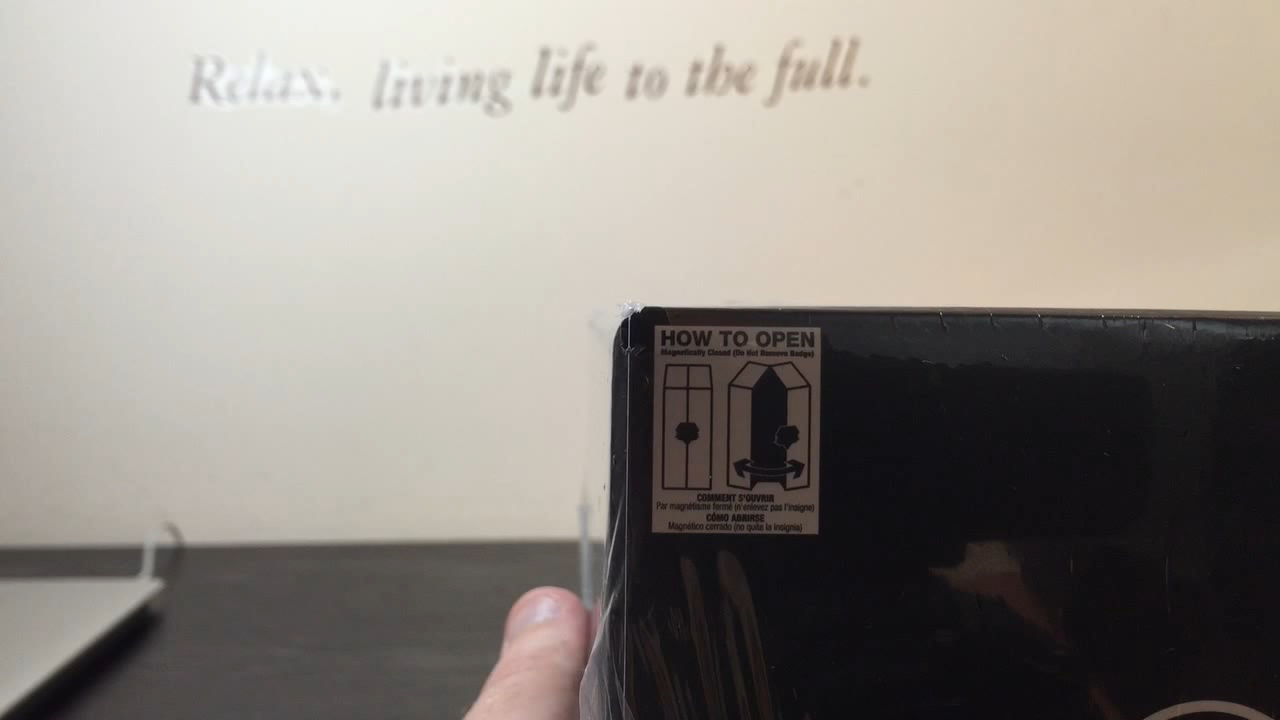 Relax. living life to the full.
HOW TO OPEN
Magnetically Closed (Do Not Remove Badge)
COMMENT S'OUVRIR
Par magnétisme fermé (n'enlevez pas l'insigne)
CÓMO ABRIRSE
Magnético cerrado (no quite la insignia)